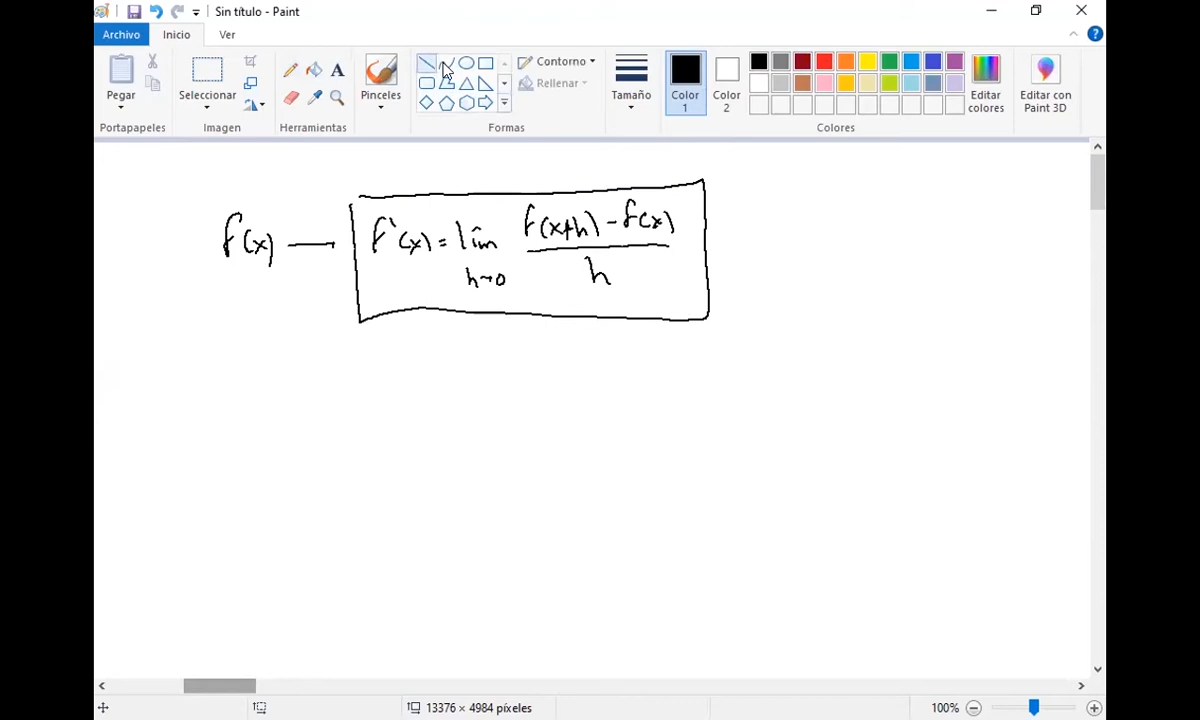 Sin título - Paint
Archivo Inicio Ver
Pegar
Seleccionar
A
Pinceles
Contorno
Rellenar
Tamaño
Color 1
Color 2
Editar colores
Editar con Paint 3D
Portapapeles Imagen Herramientas Formas Colores
f(x) — f'(x) = lím f(x+h) - f(x)
h→0 h
13376 × 4984 píxeles 100%